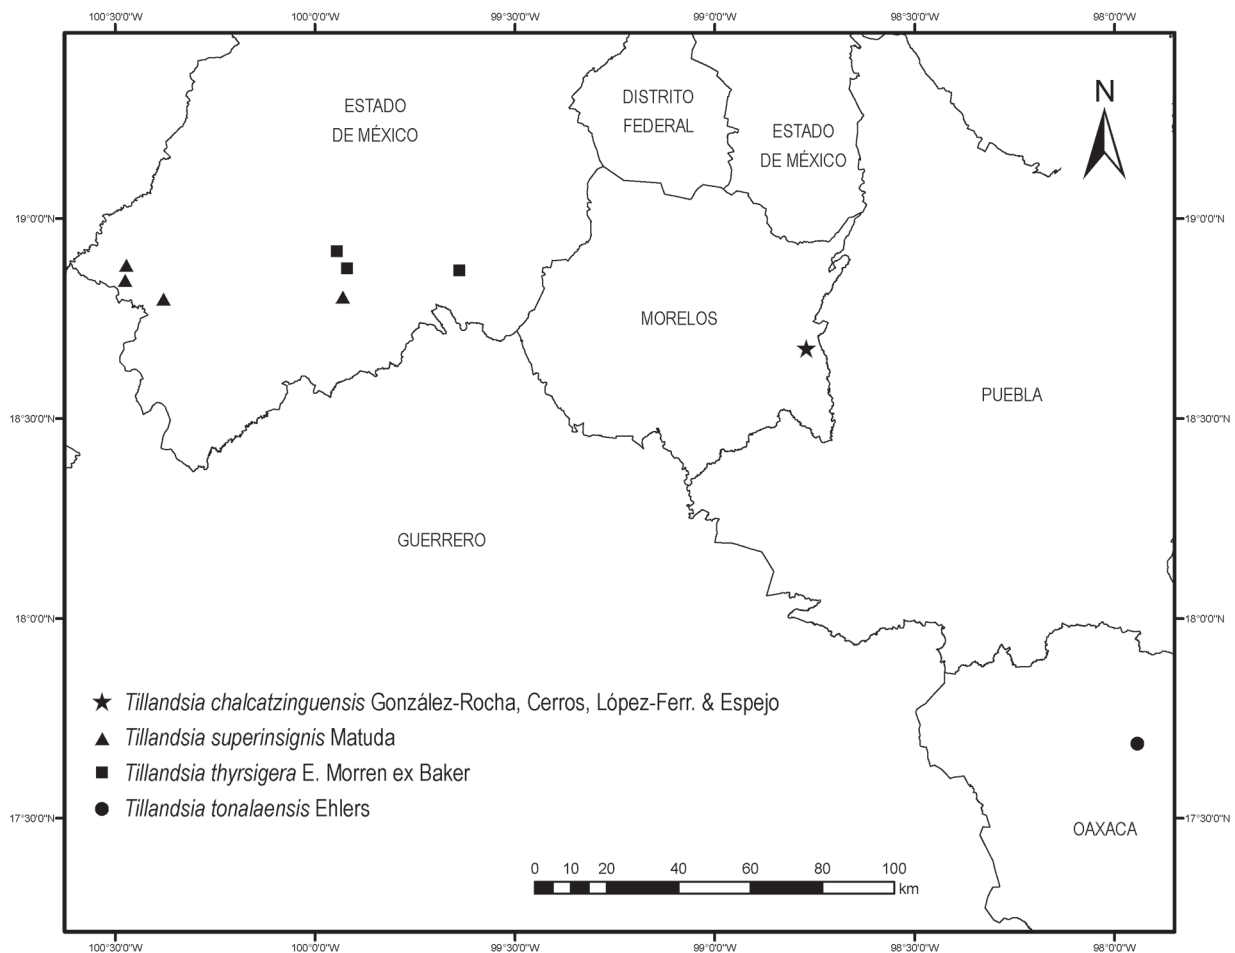 100°30'0"W 100°0'0"W 99°30'0"W 99°0'0"W 98°30'0"W 98°0'0"W
N
ESTADO
DE MÉXICO
DISTRITO
FEDERAL
ESTADO
DE MÉXICO
19°0'0"N 19°0'0"N
MORELOS
PUEBLA
18°30'0"N 18°30'0"N
GUERRERO
18°0'0"N 18°0'0"N
Tillandsia chalcatzinguensis González-Rocha, Cerros, López-Ferr. & Espejo
Tillandsia superinsignis Matuda
Tillandsia thyrsigera E. Morren ex Baker
Tillandsia tonalaensis Ehlers
17°30'0"N 17°30'0"N
OAXACA
0 10 20 40 60 80 100
km
100°30'0"W 100°0'0"W 99°30'0"W 99°0'0"W 98°30'0"W 98°0'0"W